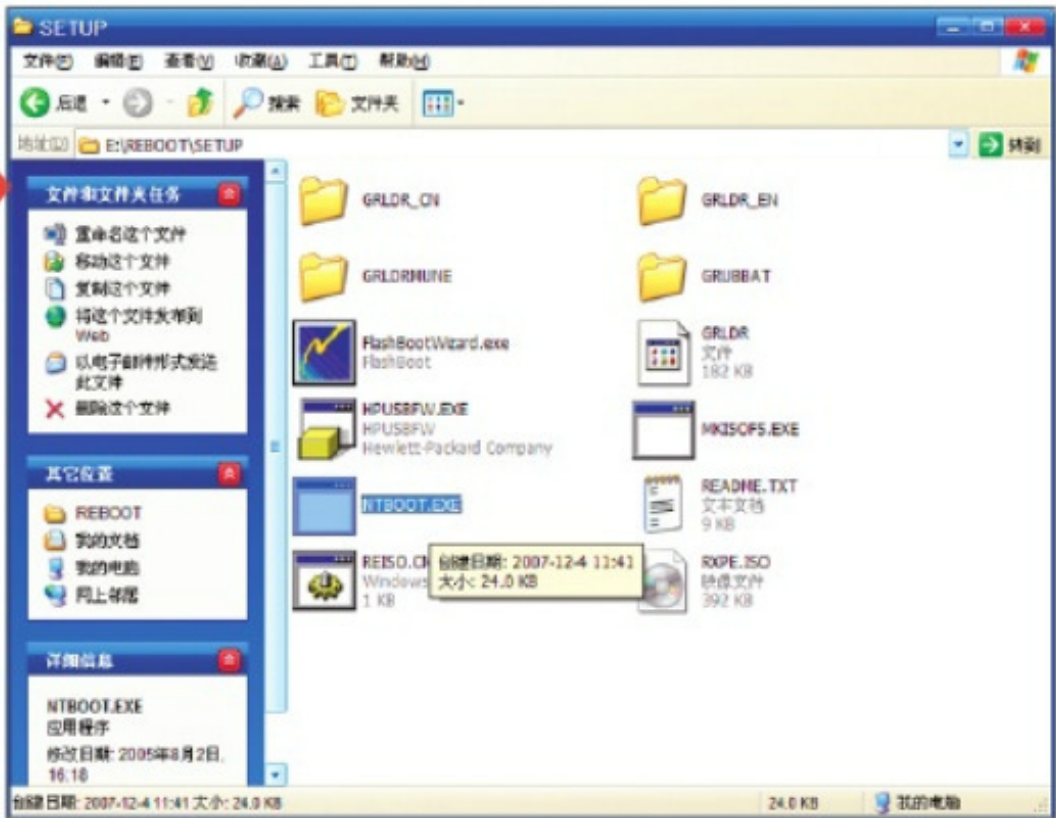 SETUP
文件(F) 编辑(E) 查看(V) 收藏(A) 工具(T) 帮助(H)
后退 搜索 文件夹
地址(D) E:\REBOOT\SETUP 转到
文件和文件夹任务
重命名这个文件
移动这个文件
复制这个文件
将这个文件发布到
Web
以电子邮件形式发送
此文件
删除这个文件
其它位置
REBOOT
我的文档
我的电脑
网上邻居
详细信息
NTBOOT.EXE
应用程序
修改日期: 2005年8月2日,
16:18
GRLDR_CN
GRLDR_EN
GRLDRMUNE
GRUBBAT
FlashBootWizard.exe
FlashBoot
GRLDR
文件
182 KB
HPUSBFW.EXE
HPUSBFW
Hewlett-Packard Company
MKISOFS.EXE
NTBOOT.EXE
README.TXT
文本文档
9 KB
REISO.CM
Windows
1 KB
创建日期: 2007-12-4 11:41
大小: 24.0 KB
RXPE.ISO
映像文件
392 KB
创建日期: 2007-12-4 11:41 大小: 24.0 KB 24.0 KB 我的电脑